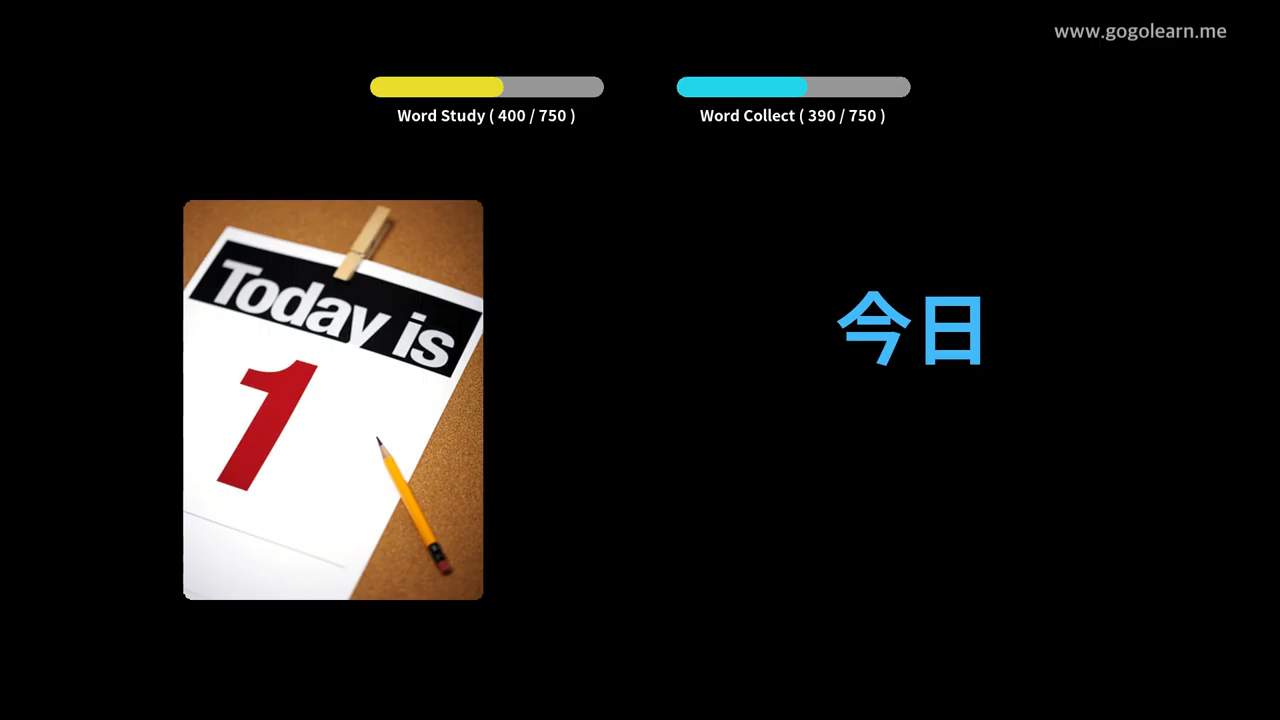 www.gogolearn.me
Word Study ( 400 / 750 )
Word Collect ( 390 / 750 )
Today is
1
今日